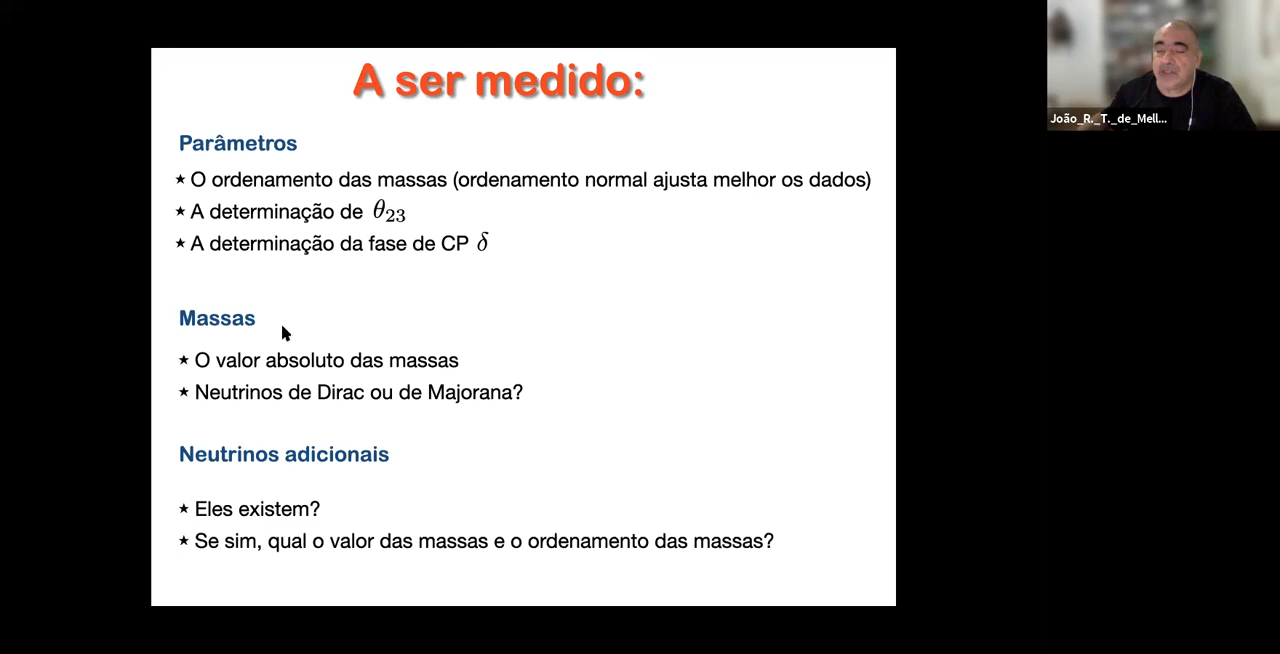 A ser medido:
Parâmetros
★ O ordenamento das massas (ordenamento normal ajusta melhor os dados)
★ A determinação de θ₂₃
★ A determinação da fase de CP δ
Massas
★ O valor absoluto das massas
★ Neutrinos de Dirac ou de Majorana?
Neutrinos adicionais
★ Eles existem?
★ Se sim, qual o valor das massas e o ordenamento das massas?
João_R._T._de_Mell...